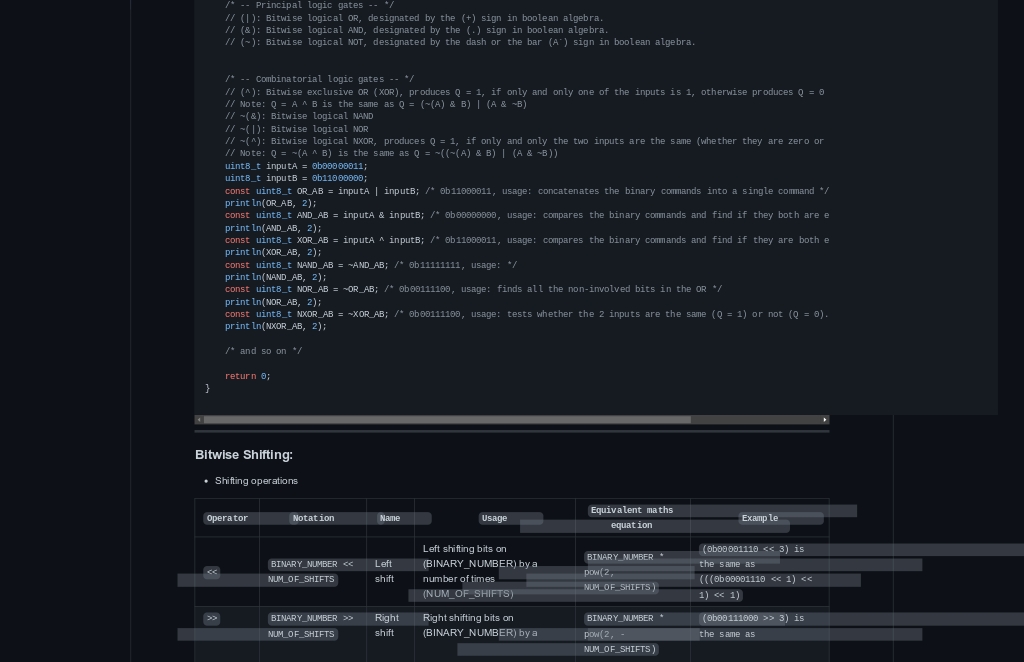 /* -- Principal logic gates -- */
// (|): Bitwise logical OR, designated by the (+) sign in boolean algebra.
// (&): Bitwise logical AND, designated by the (.) sign in boolean algebra.
// (~): Bitwise logical NOT, designated by the dash or the bar (A`) sign in boolean algebra.
/* -- Combinatorial logic gates -- */
// (^): Bitwise exclusive OR (XOR), produces Q = 1, if only and only one of the inputs is 1, otherwise produces Q = 0
// Note: Q = A ^ B is the same as Q = (~(A) & B) | (A & ~B)
// ~(&): Bitwise logical NAND
// ~(|): Bitwise logical NOR
// ~(^): Bitwise logical NXOR, produces Q = 1, if only and only the two inputs are the same (whether they are zero or
// Note: Q = ~(A ^ B) is the same as Q = ~((~(A) & B) | (A & ~B))
uint8_t inputA = 0b00000011;
uint8_t inputB = 0b11000000;
const uint8_t OR_AB = inputA | inputB; /* 0b11000011, usage: concatenates the binary commands into a single command */
println(OR_AB, 2);
const uint8_t AND_AB = inputA & inputB; /* 0b00000000, usage: compares the binary commands and find if they both are e
println(AND_AB, 2);
const uint8_t XOR_AB = inputA ^ inputB; /* 0b11000011, usage: compares the binary commands and find if they are both e
println(XOR_AB, 2);
const uint8_t NAND_AB = ~AND_AB; /* 0b11111111, usage: */
println(NAND_AB, 2);
const uint8_t NOR_AB = ~OR_AB; /* 0b00111100, usage: finds all the non-involved bits in the OR */
println(NOR_AB, 2);
const uint8_t NXOR_AB = ~XOR_AB; /* 0b00111100, usage: tests whether the 2 inputs are the same (Q = 1) or not (Q = 0).
println(NXOR_AB, 2);
/* and so on */
return 0;
}
Bitwise Shifting:
• Shifting operations
Operator Notation Name Usage Equivalent maths equation Example
<< BINARY_NUMBER << NUM_OF_SHIFTS
Left shift
Left shifting bits on
(BINARY_NUMBER) by a
number of times
(NUM_OF_SHIFTS)
BINARY_NUMBER *
pow(2,
NUM_OF_SHIFTS)
(0b00001110 << 3) is
the same as
(((0b00001110 << 1) <<
1) << 1)
>> BINARY_NUMBER >> NUM_OF_SHIFTS
Right shift
Right shifting bits on
(BINARY_NUMBER) by a
BINARY_NUMBER *
pow(2, -
NUM_OF_SHIFTS)
(0b00111000 >> 3) is
the same as